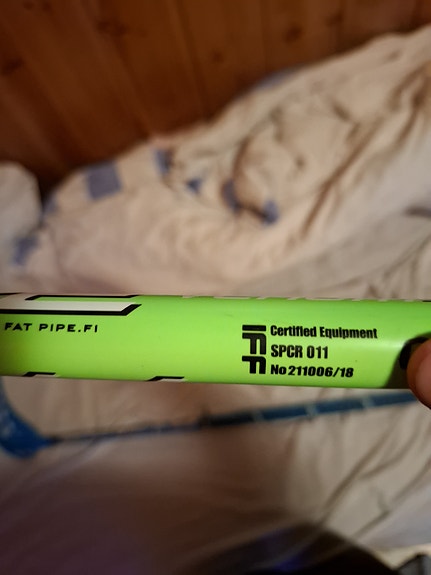 FAT PIPE.FI
IFF
Certified Equipment
SPCR 011
No 211006/18